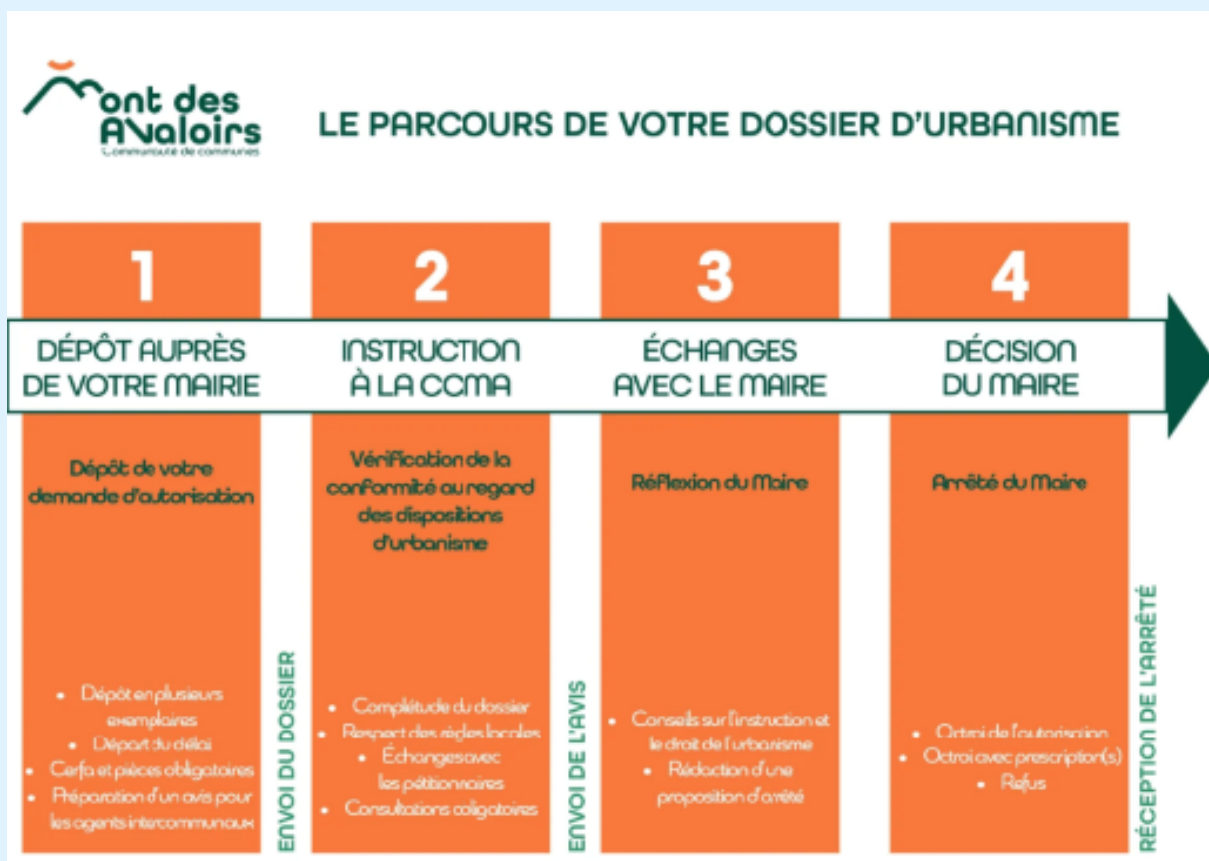 Mont des
Avaloirs
Communauté de communes
LE PARCOURS DE VOTRE DOSSIER D'URBANISME
1
DÉPÔT AUPRÈS
DE VOTRE MAIRIE
Dépôt de votre
demande d'autorisation
• Dépôt en plusieurs
exemplaires
• Départ du délai
• Cerfa et pièces obligatoires
• Préparation d'un avis pour
les agents intercommunaux
ENVOI DU DOSSIER
2
INSTRUCTION
À LA CCMA
Vérification de la
conformité au regard
des dispositions
d'urbanisme
• Complétude du dossier
• Respect des règles locales
• Échanges avec
les pétitionnaires
• Consultations obligatoires
ENVOI DE L'AVIS
3
ÉCHANGES
AVEC LE MAIRE
Réflexion du Maire
• Conseils sur l'instruction et
le droit de l'urbanisme
• Rédaction d'une
proposition d'arrêté
4
DÉCISION
DU MAIRE
Arrêté du Maire
• Octroi de l'autorisation
• Octroi avec prescription(s)
• Refus
RÉCEPTION DE L'ARRÊTÉ